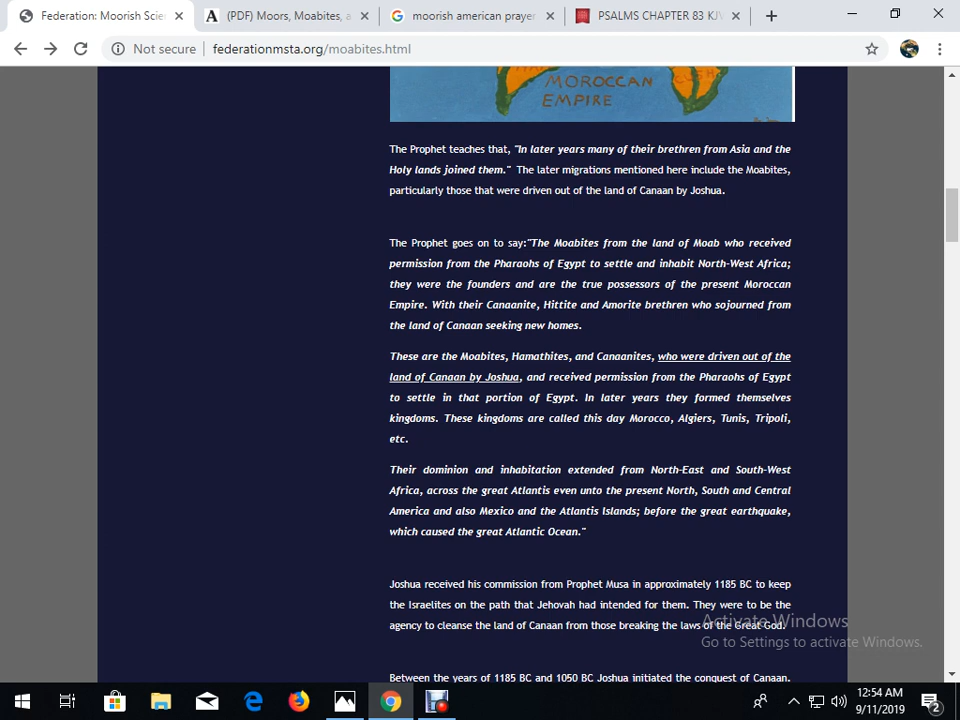 Federation: Moorish Scien
(PDF) Moors, Moabites, a
moorish american prayer
PSALMS CHAPTER 83 KJV
Not secure
federationmsta.org/moabites.html
MOROCCAN
EMPIRE
CUSH
The Prophet teaches that, "In later years many of their brethren from Asia and the
Holy lands joined them." The later migrations mentioned here include the Moabites,
particularly those that were driven out of the land of Canaan by Joshua.
The Prophet goes on to say:"The Moabites from the land of Moab who received
permission from the Pharaohs of Egypt to settle and inhabit North-West Africa;
they were the founders and are the true possessors of the present Moroccan
Empire. With their Canaanite, Hittite and Amorite brethren who sojourned from
the land of Canaan seeking new homes.
These are the Moabites, Hamathites, and Canaanites, who were driven out of the
land of Canaan by Joshua, and received permission from the Pharaohs of Egypt
to settle in that portion of Egypt. In later years they formed themselves
kingdoms. These kingdoms are called this day Morocco, Algiers, Tunis, Tripoli,
etc.
Their dominion and inhabitation extended from North-East and South-West
Africa, across the great Atlantis even unto the present North, South and Central
America and also Mexico and the Atlantis Islands; before the great earthquake,
which caused the great Atlantic Ocean."
Joshua received his commission from Prophet Musa in approximately 1185 BC to keep
the Israelites on the path that Jehovah had intended for them. They were to be the
agency to cleanse the land of Canaan from those breaking the laws of the Great God.
Between the years of 1185 BC and 1050 BC Joshua initiated the conquest of Canaan.
Activate Windows
Go to Settings to activate Windows.
12:54 AM
9/11/2019
2